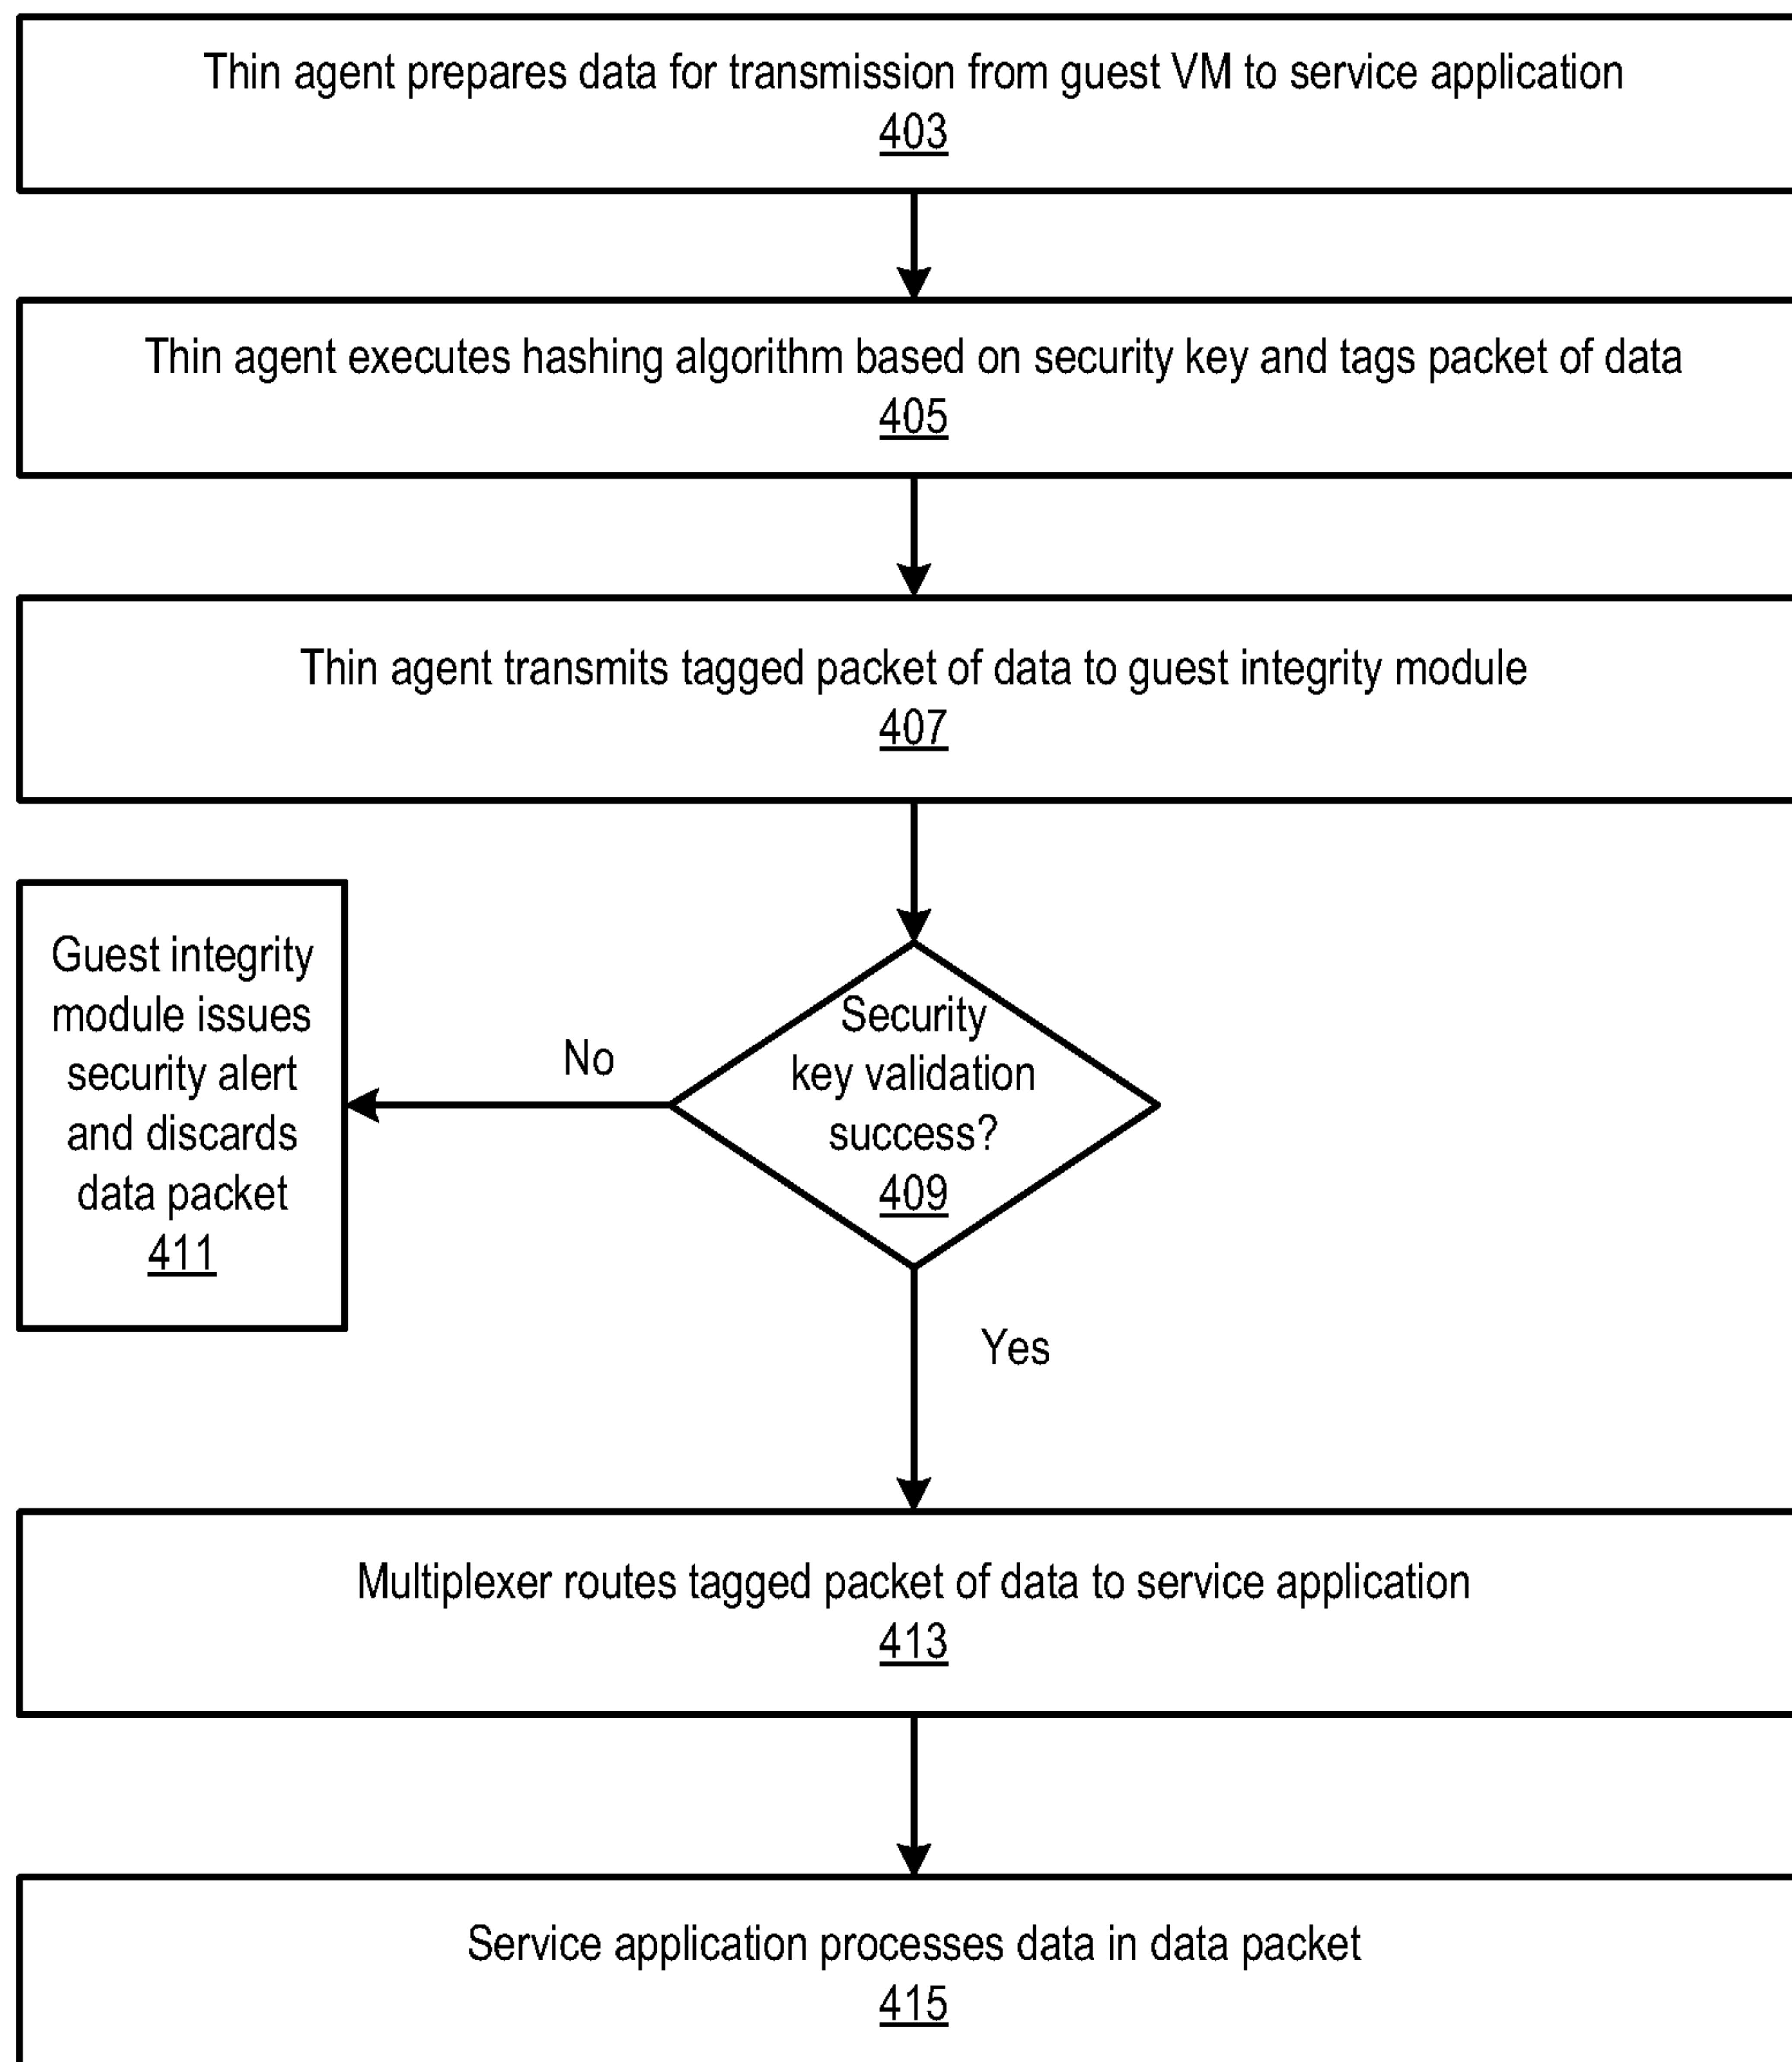 Thin agent prepares data for transmission from guest VM to service application
403
Thin agent executes hashing algorithm based on security key and tags packet of data
405
Thin agent transmits tagged packet of data to guest integrity module
407
Guest integrity
module issues
security alert
and discards
data packet
411
No
Security
key validation
success?
409
Yes
Multiplexer routes tagged packet of data to service application
413
Service application processes data in data packet
415